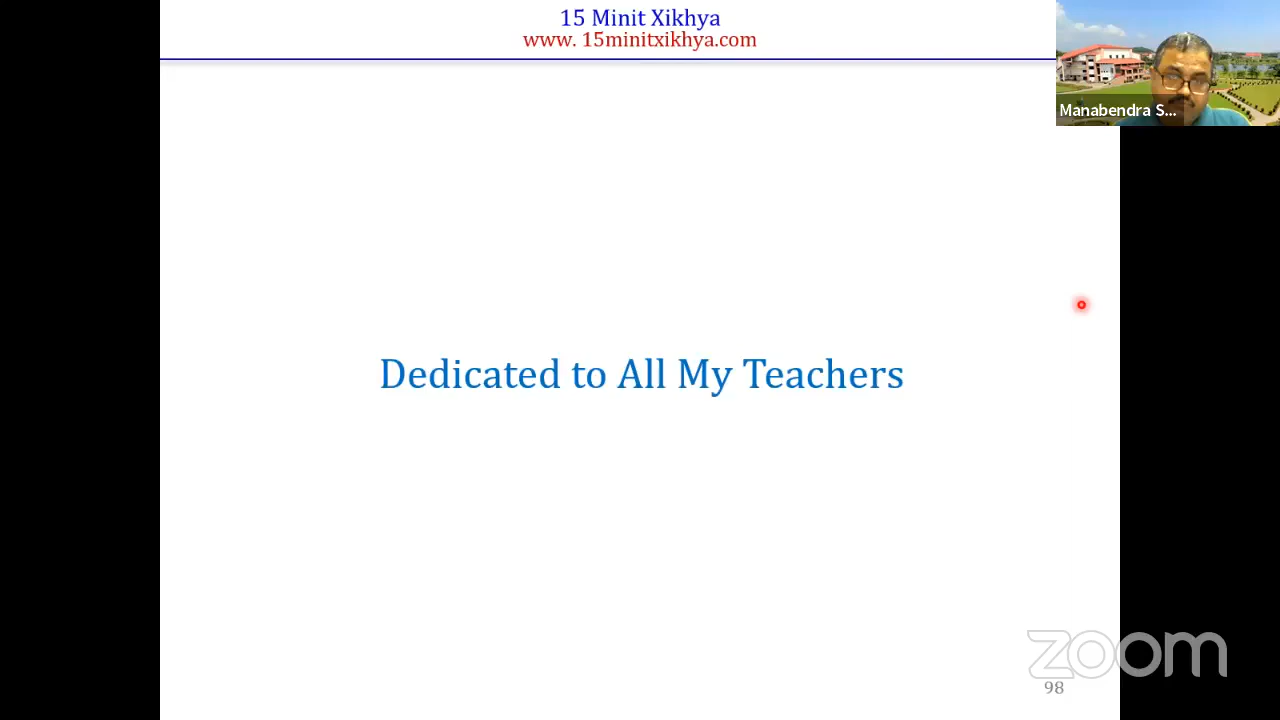 15 Minit Xikhya
www. 15minitxikhya.com
Manabendra S...
Dedicated to All My Teachers
zoom
98